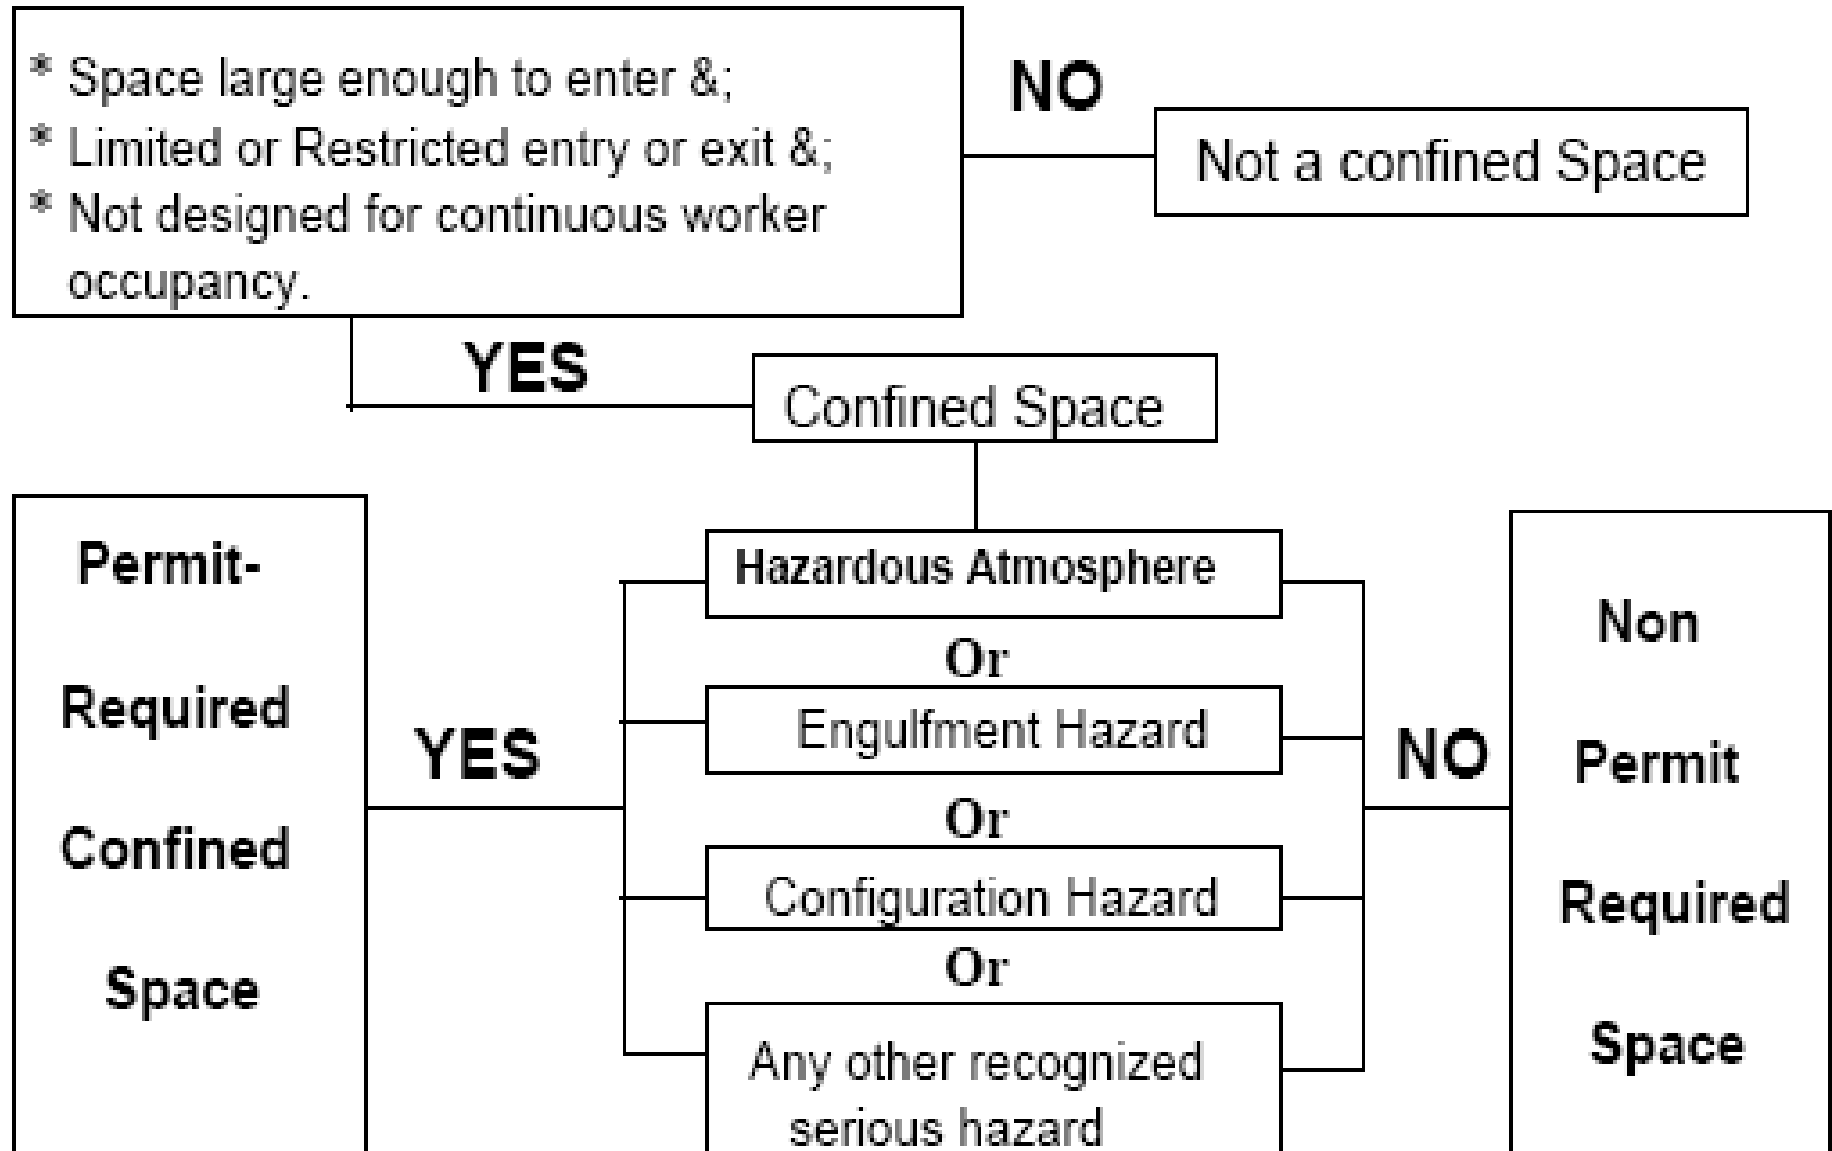 * Space large enough to enter &;
* Limited or Restricted entry or exit &;
* Not designed for continuous worker
occupancy.
NO
Not a confined Space
YES
Confined Space
Permit-
Required
Confined
Space
YES
Hazardous Atmosphere
Or
Engulfment Hazard
Or
Configuration Hazard
Or
Any other recognized
serious hazard
NO
Non
Permit
Required
Space